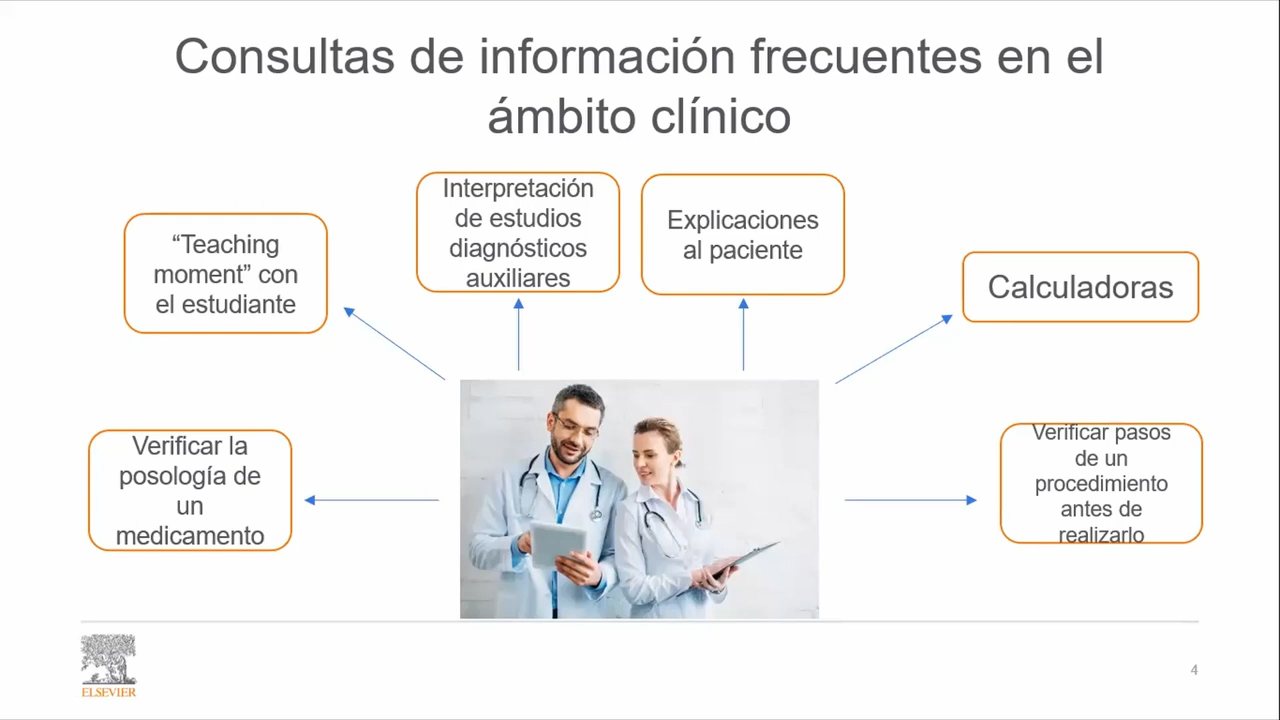 Consultas de información frecuentes en el
ámbito clínico
“Teaching
moment” con
el estudiante
Interpretación
de estudios
diagnósticos
auxiliares
Explicaciones
al paciente
Calculadoras
Verificar la
posología de
un
medicamento
Verificar pasos
de un
procedimiento
antes de
realizarlo
ELSEVIER
4